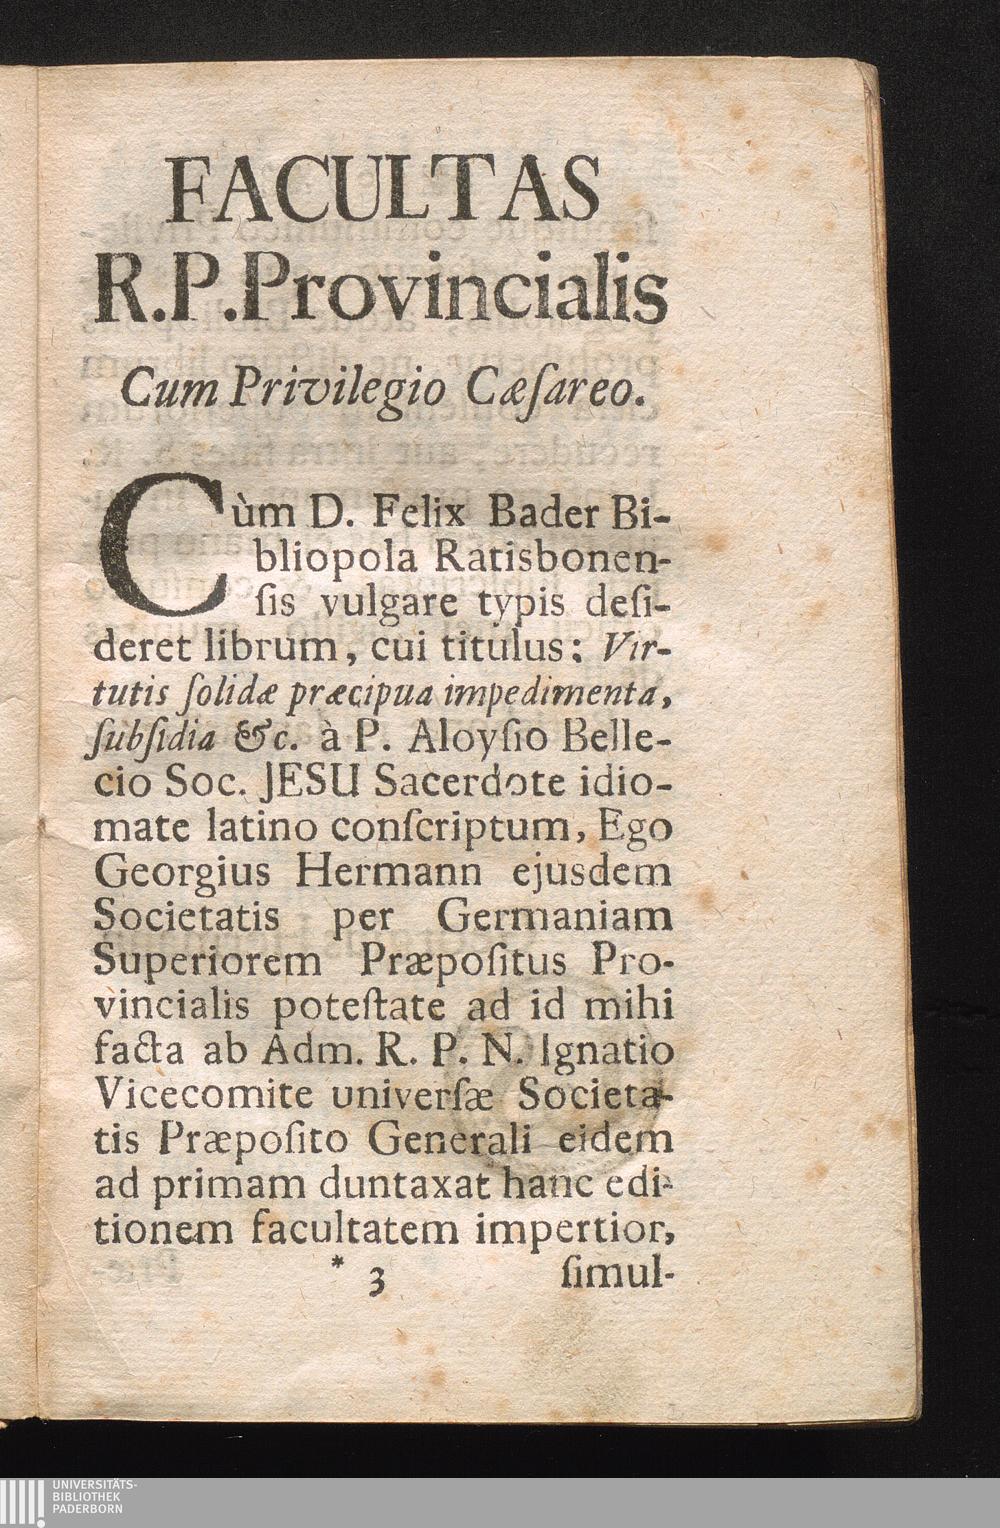 FACULTAS
R.P.Provincialis
Cum Privilegio Cæſareo.
Cùm D. Felix Bader Bi-
bliopola Ratisbonen-
ſis vulgare typis deſi-
deret librum, cui titulus: Vir-
tutis ſolidæ præcipua impedimenta,
ſubſidia &c. à P. Aloyſio Belle-
cio Soc. JESU Sacerdote idio-
mate latino conſcriptum, Ego
Georgius Hermann ejusdem
Societatis per Germaniam
Superiorem Præpoſitus Pro-
vincialis poteſtate ad id mihi
facta ab Adm. R. P. N. Ignatio
Vicecomite univerſæ Societa-
tis Præpoſito Generali eidem
ad primam duntaxat hanc edi-
tionem facultatem impertior,
* 3 ſimul-
UNIVERSITÄTS-
BIBLIOTHEK
PADERBORN